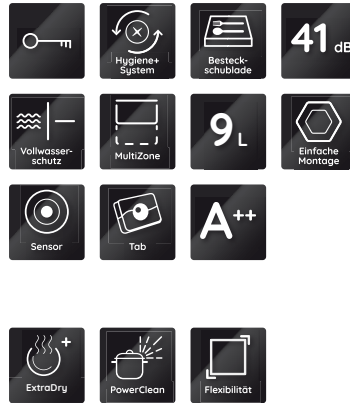 Hygiene+
System
Besteck-
schublade
41 dB
Vollwasser-
schutz
MultiZone
9 L
Einfache
Montage
Sensor
Tab
A++
ExtraDry
PowerClean
Flexibilität